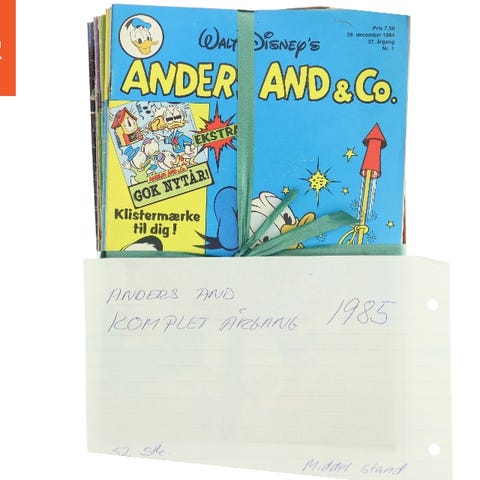 WALT DISNEY'S
Pris 7,50
28. december 1984
37. årgang
Nr. 1
ANDERS AND & Co.
EKSTRA
GOK NYTÅR!
Klistermærke
til dig!
ANDERS AND
KOMPLET ÅRGANG 1985
52 stk.
Middel stand